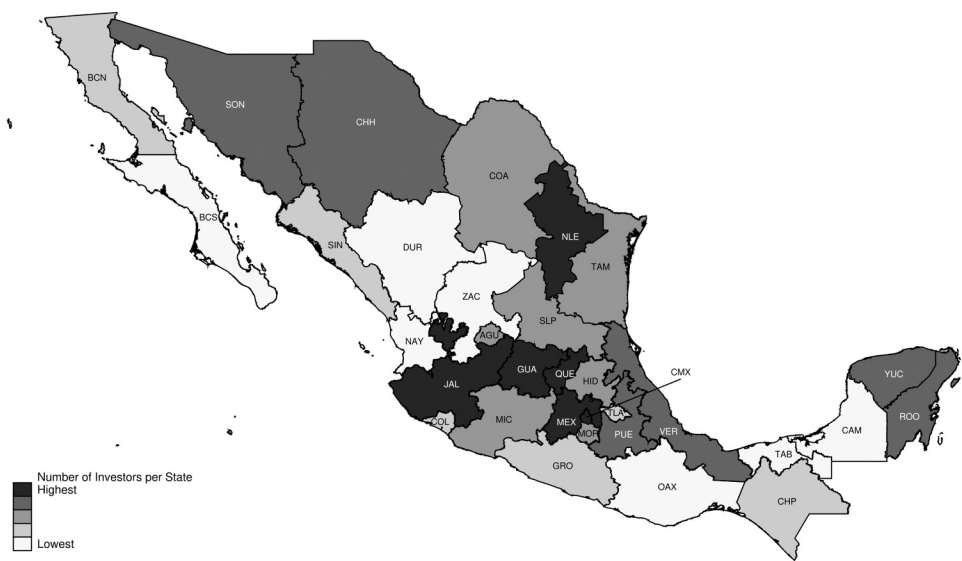 BCN
SON
CHH
COA
BCS
NLE
SIN
DUR
TAM
ZAC
SLP
NAY
AGU
GUA
QUE
HID
CMX
YUC
JAL
COL
MIC
MEX
MOR
TLA
PUE
VER
ROO
CAM
TAB
GRO
OAX
CHP
Number of Investors per State
Highest
Lowest